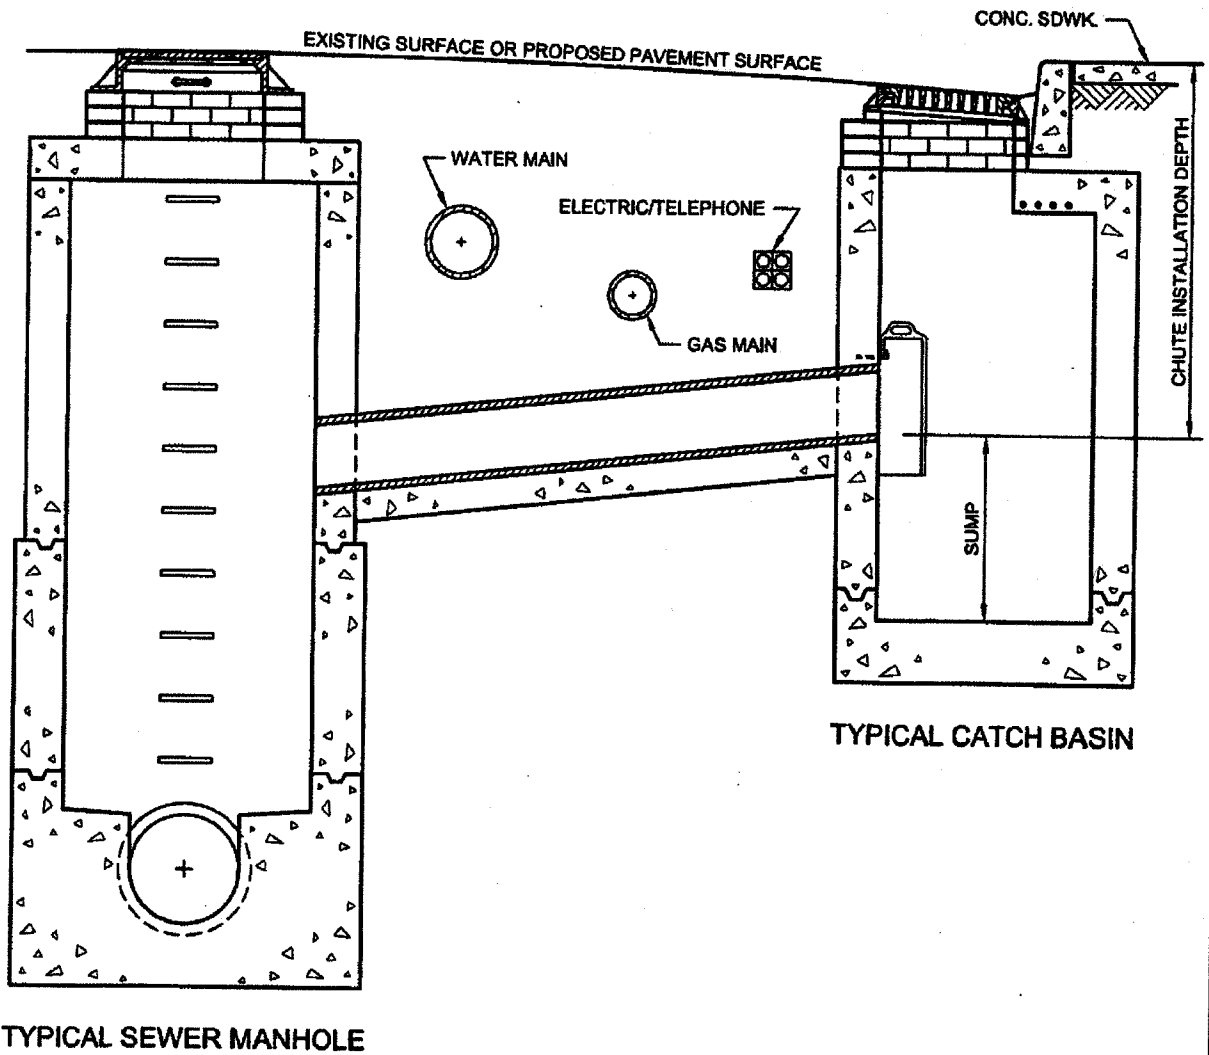 CONC. SDWK.
EXISTING SURFACE OR PROPOSED PAVEMENT SURFACE
WATER MAIN
ELECTRIC/TELEPHONE
GAS MAIN
CHUTE INSTALLATION DEPTH
SUMP
TYPICAL CATCH BASIN
TYPICAL SEWER MANHOLE